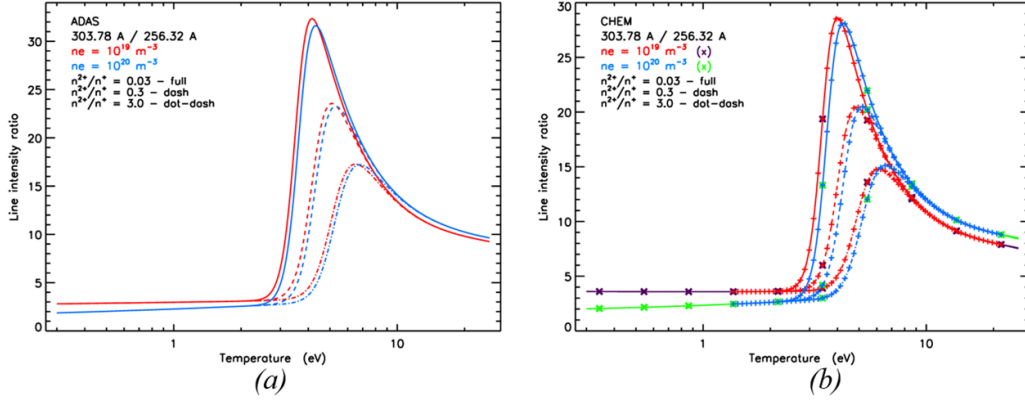 ADAS
303.78 A / 256.32 A
ne = 10¹⁹ m⁻³
ne = 10²⁰ m⁻³
n²⁺/n⁺ = 0.03 - full
n²⁺/n⁺ = 0.3 - dash
n²⁺/n⁺ = 3.0 - dot-dash
Line intensity ratio
30
25
20
15
10
5
0
1
10
Temperature (eV)
(a)
CHEM
303.78 A / 256.32 A
ne = 10¹⁹ m⁻³ (x)
ne = 10²⁰ m⁻³ (x)
n²⁺/n⁺ = 0.03 - full
n²⁺/n⁺ = 0.3 - dash
n²⁺/n⁺ = 3.0 - dot-dash
Line intensity ratio
30
25
20
15
10
5
0
1
10
Temperature (eV)
(b)